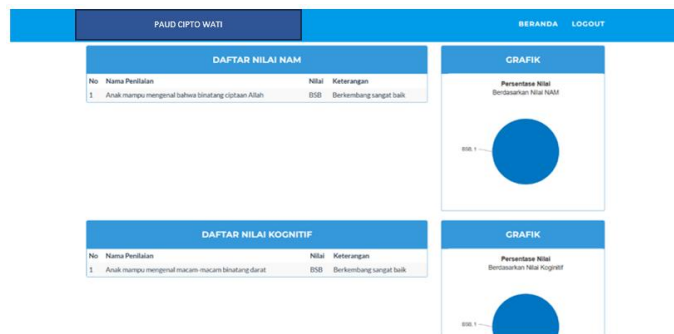 PAUD CIPTO WATI
BERANDA LOGOUT
DAFTAR NILAI NAM
No Nama Penilaian Nilai Keterangan
1 Anak mampu mengenal bahwa binatang ciptaan Allah BSB Berkembang sangat baik
GRAFIK
Persentase Nilai
Berdasarkan Nilai NAM
BSB, 1
DAFTAR NILAI KOGNITIF
No Nama Penilaian Nilai Keterangan
1 Anak mampu mengenal macam-macam binatang darat BSB Berkembang sangat baik
GRAFIK
Persentase Nilai
Berdasarkan Nilai Koginitif
BSB, 1